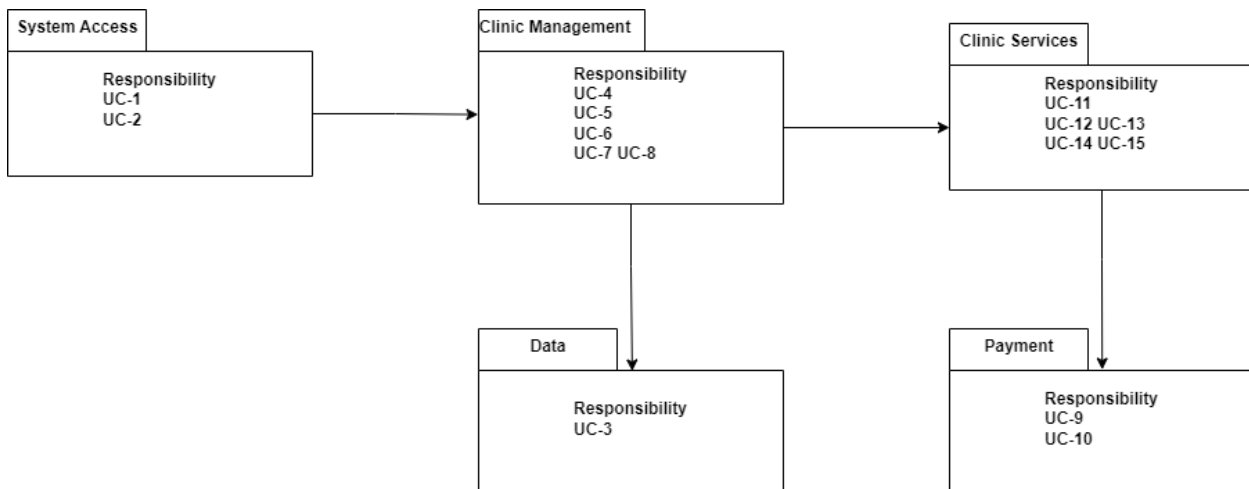 System Access
Responsibility
UC-1
UC-2
Clinic Management
Responsibility
UC-4
UC-5
UC-6
UC-7 UC-8
Clinic Services
Responsibility
UC-11
UC-12 UC-13
UC-14 UC-15
Data
Responsibility
UC-3
Payment
Responsibility
UC-9
UC-10